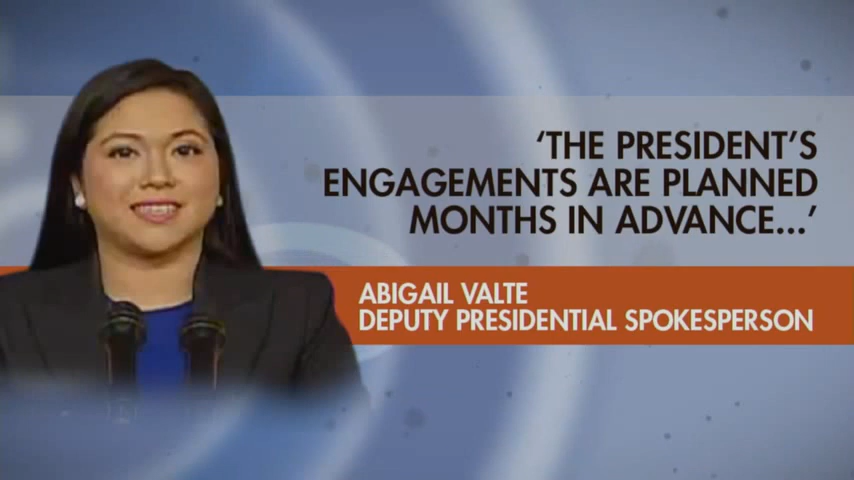 ‘THE PRESIDENT’S
ENGAGEMENTS ARE PLANNED
MONTHS IN ADVANCE...’
ABIGAIL VALTE
DEPUTY PRESIDENTIAL SPOKESPERSON